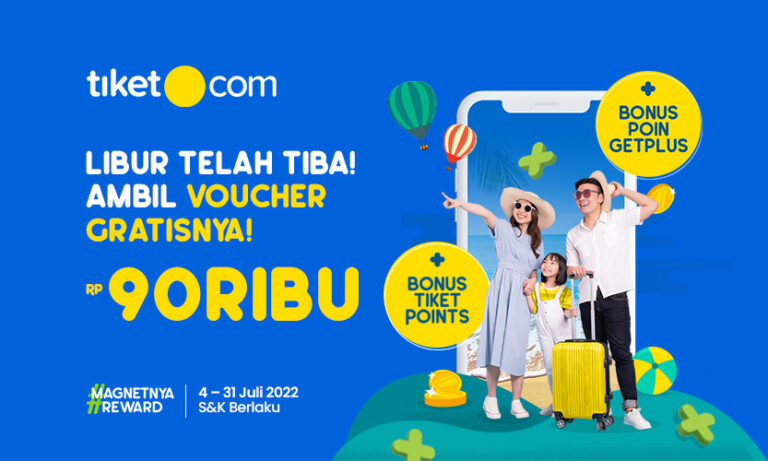 tiket.com
LIBUR TELAH TIBA!
AMBIL VOUCHER
GRATISNYA!
RP 90RIBU
+
BONUS
POIN
GETPLUS
+
BONUS
TIKET
POINTS
#MAGNETNYA
#REWARD
4 – 31 Juli 2022
S&K Berlaku